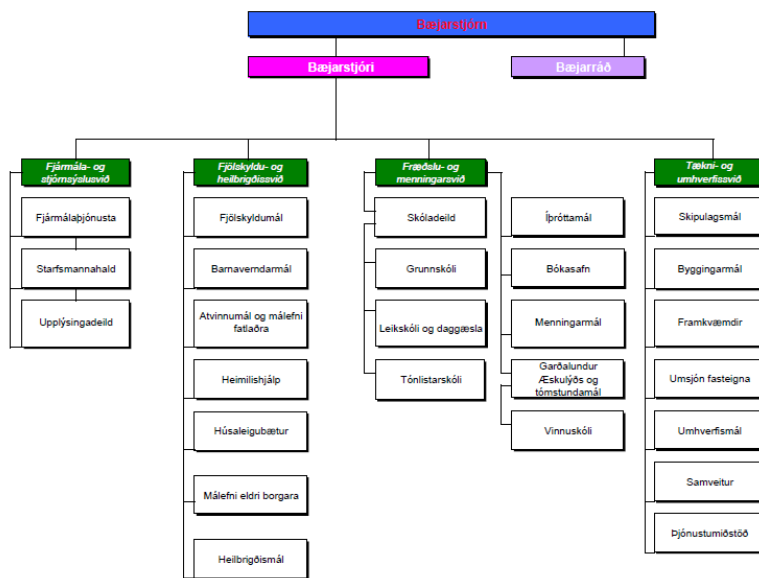 Bæjarstjórn
Bæjarstjóri
Bæjarráð
Fjármála- og
stjórnsýslusvið
Fjármálaþjónusta
Starfsmannahald
Upplýsingadeild
Fjölskyldu- og
heilbrigðissvið
Fjölskyldumál
Barnaverndarmál
Atvinnumál og málefni
fatlaðra
Heimilishjálp
Húsaleigubætur
Málefni eldri borgara
Heilbrigðismál
Fræðslu- og
menningarsvið
Skóladeild
Grunnskóli
Leikskóli og daggæsla
Tónlistarskóli
Íþróttamál
Bókasafn
Menningarmál
Garðalundur
Æskulýðs og
tómstundamál
Vinnuskóli
Tækni- og
umhverfissvið
Skipulagsmál
Byggingarmál
Framkvæmdir
Umsjón fasteigna
Umhverfismál
Samveitur
Þjónustumiðstöð